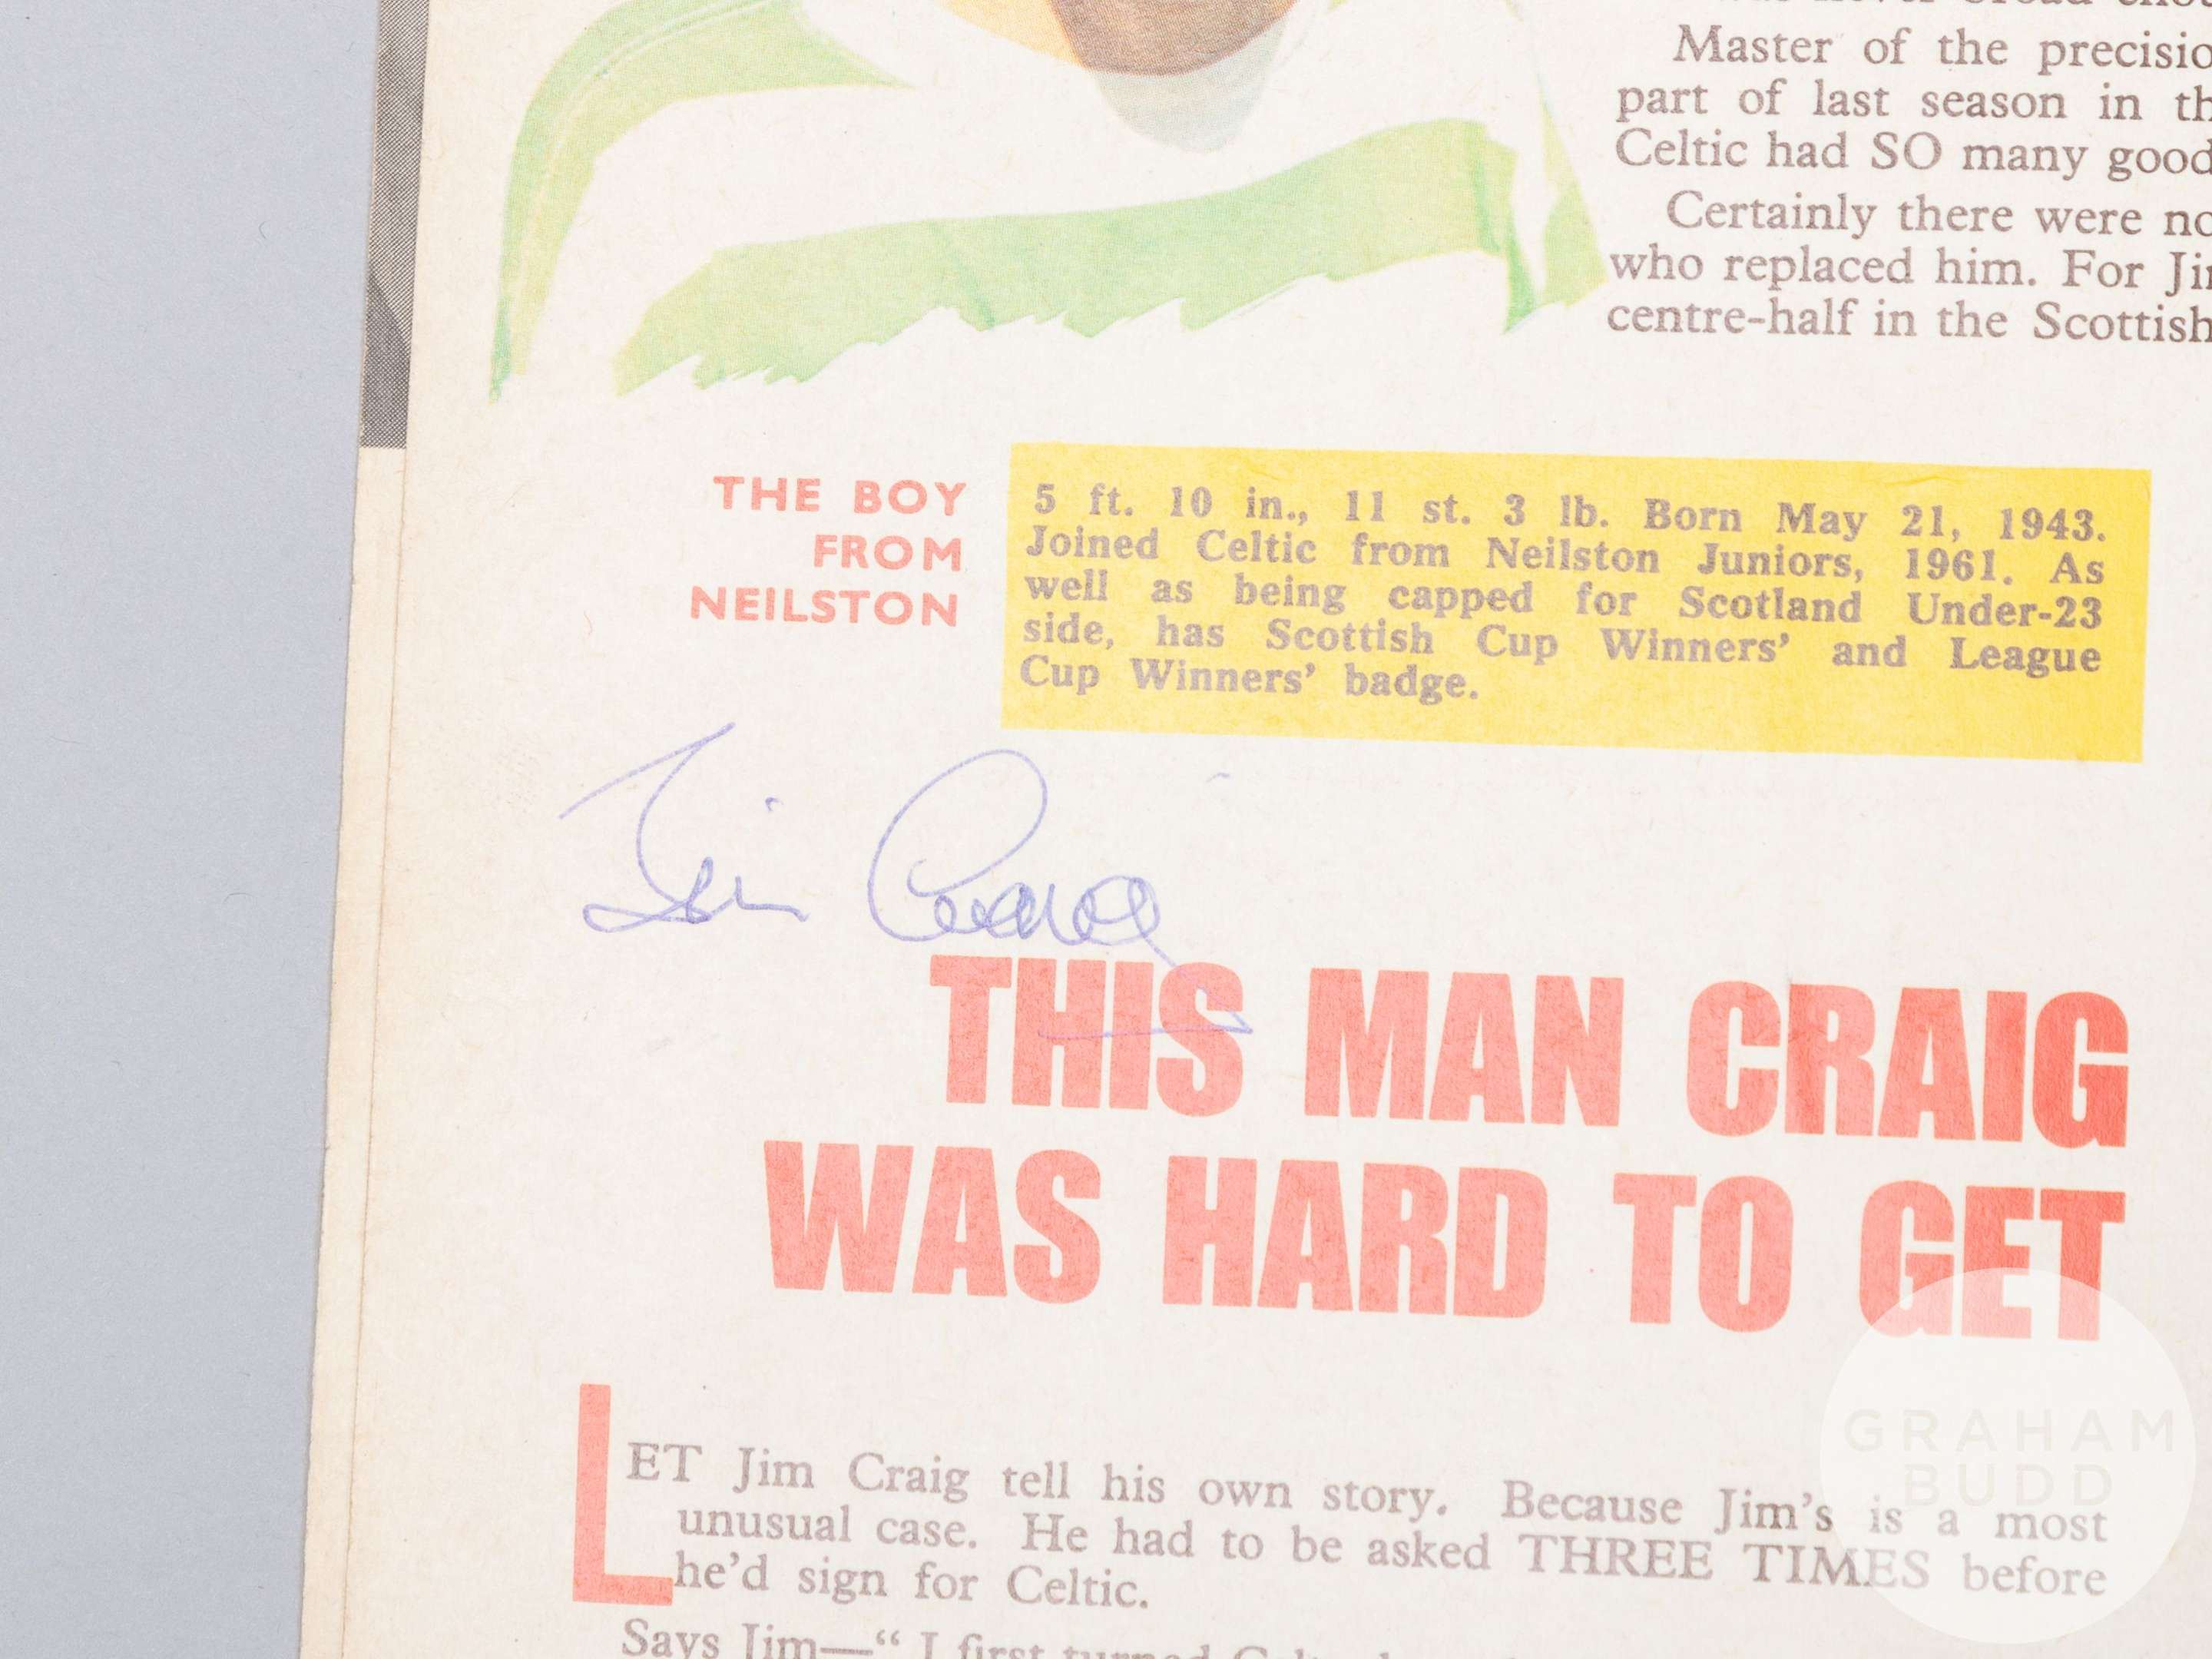 Master of the
part of last season in
Celtic had SO many good
Certainly there were
who replaced him. For
centre-half in the Scottish
THE BOY
FROM
NEILSTON
5 ft. 10 in., 11 st. 3 lb. Born May 21, 1943.
Joined Celtic from Neilston Juniors, 1961. As
well as being capped for Scotland Under-23
side, has Scottish Cup Winners' and League
Cup Winners' badge.
Jim Craig
THIS MAN CRAIG
WAS HARD TO GET
LET Jim Craig tell his own story. Because Jim's is a most
unusual case. He had to be asked THREE TIMES before
he'd sign for Celtic.
Says Jim—“ I first turned
GRAHAM
BUDD